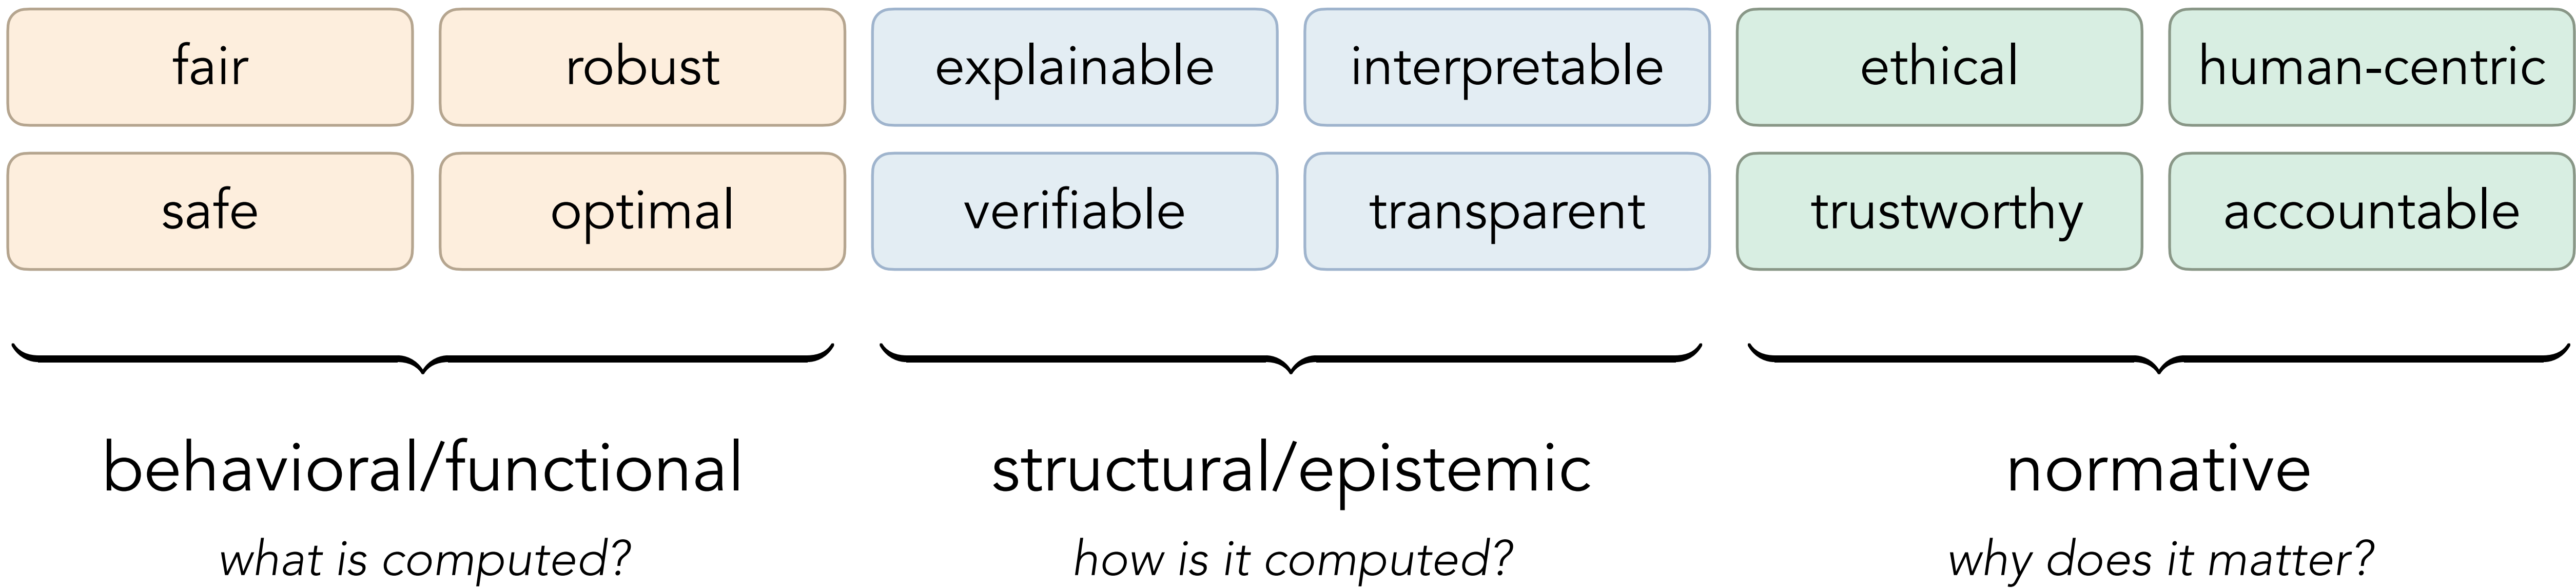 fair robust explainable interpretable ethical human-centric
safe optimal verifiable transparent trustworthy accountable
behavioral/functional structural/epistemic normative
what is computed? how is it computed? why does it matter?